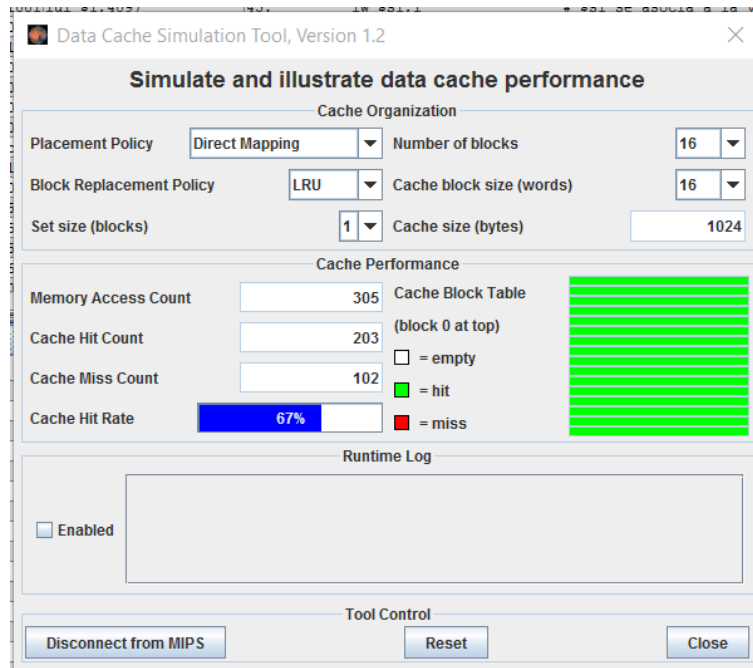 Data Cache Simulation Tool, Version 1.2
Simulate and illustrate data cache performance
Cache Organization
Placement Policy Direct Mapping Number of blocks 16
Block Replacement Policy LRU Cache block size (words) 16
Set size (blocks) 1 Cache size (bytes) 1024
Cache Performance
Memory Access Count 305 Cache Block Table
(block 0 at top)
Cache Hit Count 203
= empty
Cache Miss Count 102
= hit
Cache Hit Rate 67%
= miss
Runtime Log
Enabled
Tool Control
Disconnect from MIPS Reset Close